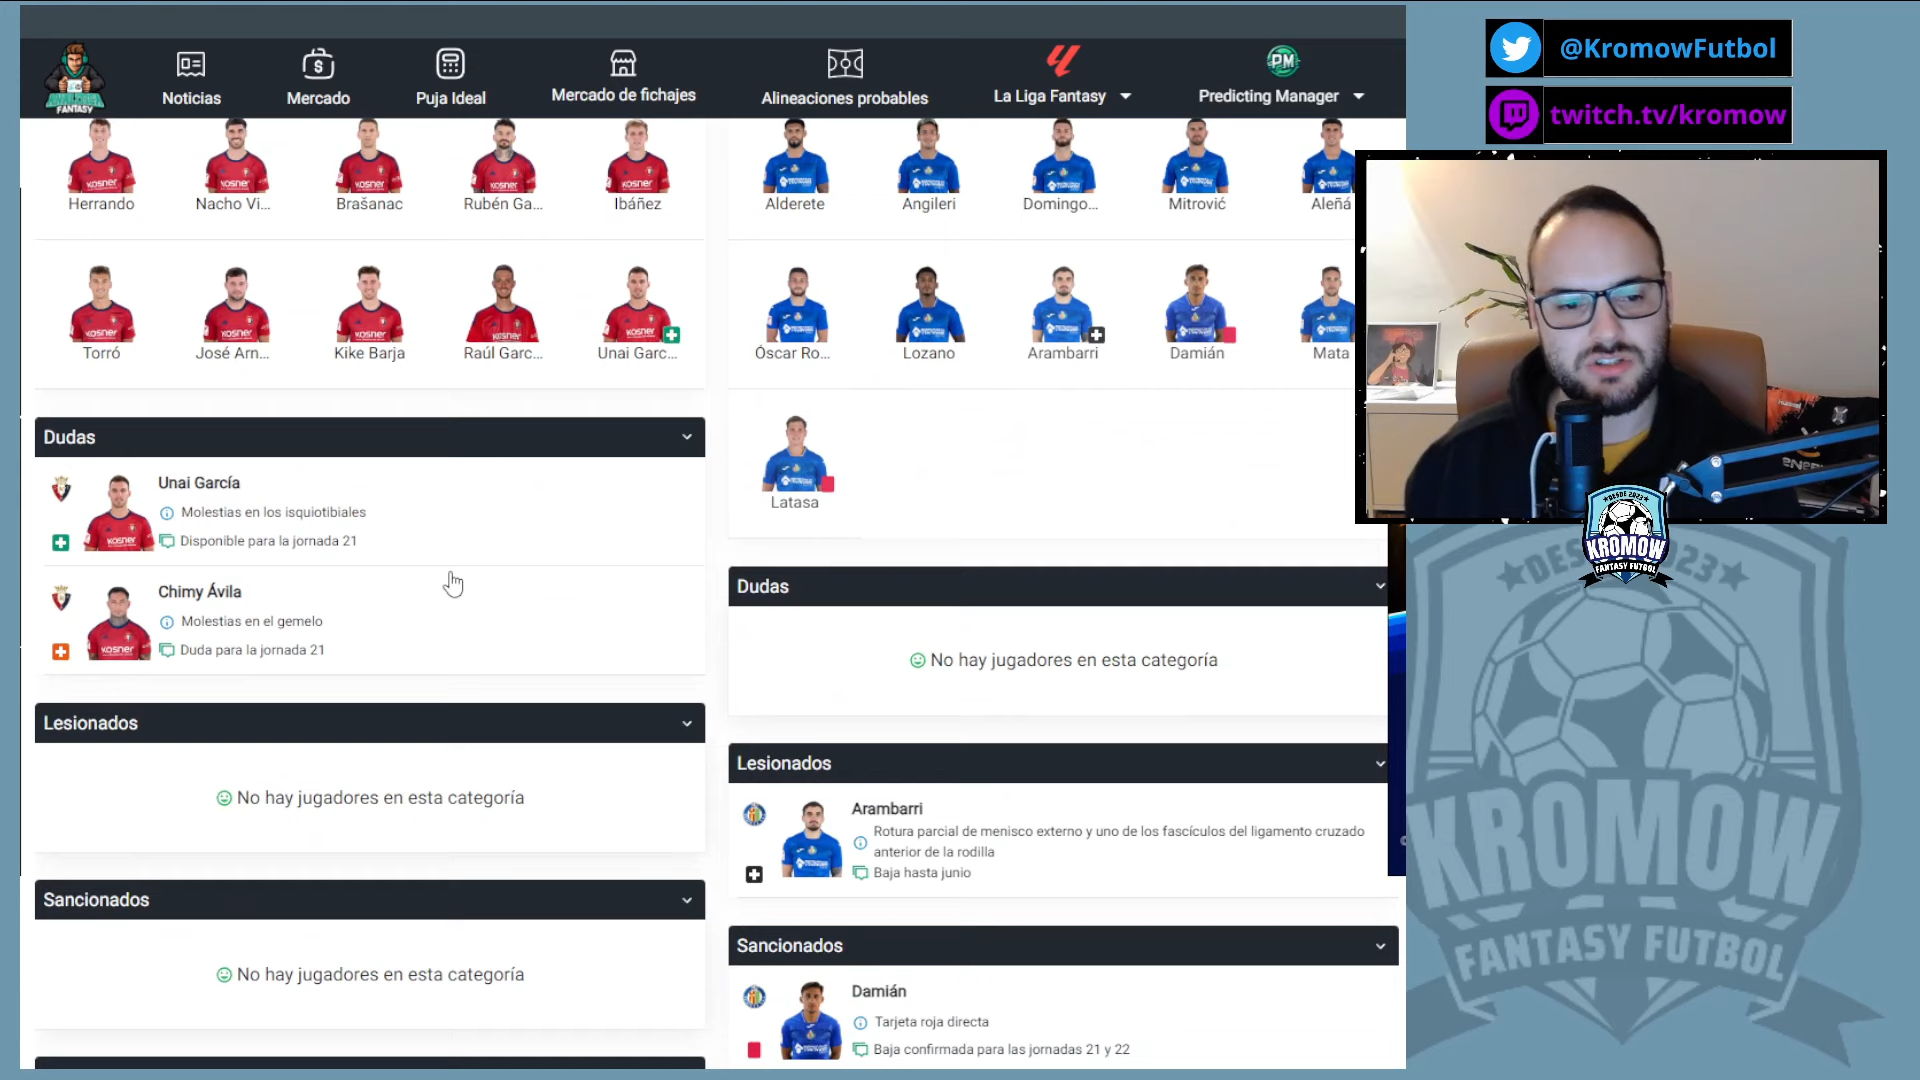 Noticias
Mercado
Puja Ideal
Mercado de fichajes
Alineaciones probables
La Liga Fantasy
Predicting Manager
PM
@KromowFutbol
twitch.tv/kromow
Herrando
Nacho Vi...
Brašanac
Rubén Ga...
Ibáñez
Torró
José Arn...
Kike Barja
Raúl Garc...
Unai Garc...
Dudas
Unai García
Molestias en los isquiotibiales
Disponible para la jornada 21
Chimy Ávila
Molestias en el gemelo
Duda para la jornada 21
Lesionados
No hay jugadores en esta categoría
Sancionados
No hay jugadores en esta categoría
Alderete
Angileri
Domingo...
Mitrović
Aleñá
Óscar Ro...
Lozano
Arambarri
Damián
Mata
Latasa
Dudas
No hay jugadores en esta categoría
Lesionados
Arambarri
Rotura parcial de menisco externo y uno de los fascículos del ligamento cruzado
anterior de la rodilla
Baja hasta junio
Sancionados
Damián
Tarjeta roja directa
Baja confirmada para las jornadas 21 y 22
DESDE 2023
KROMOW
FANTASY FUTBOL
KROMOW
FANTASY FUTBOL